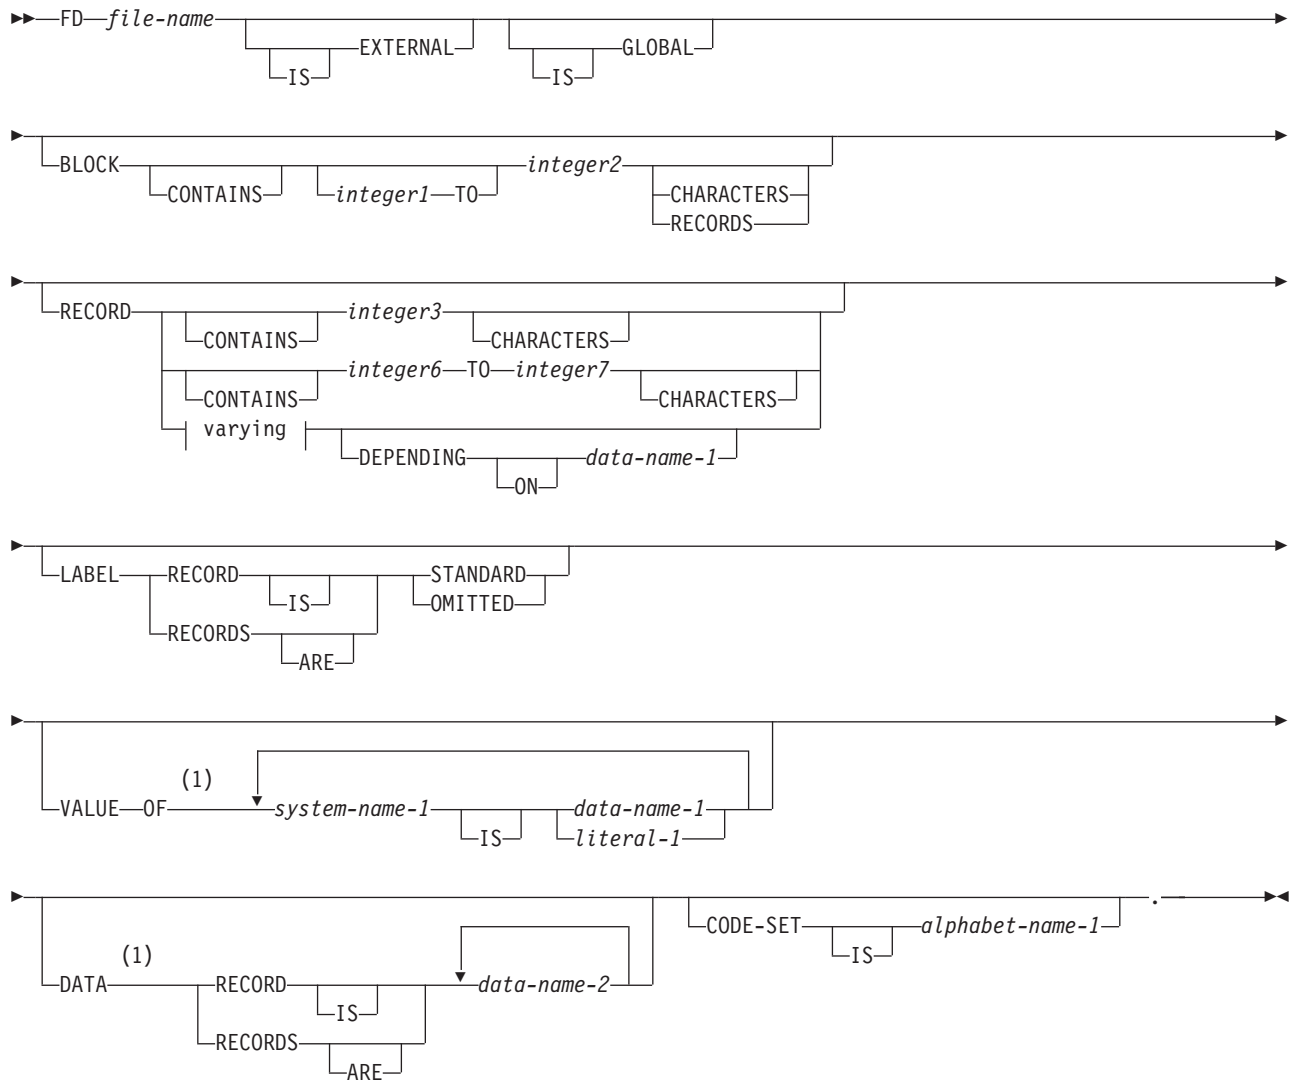 FD file-name EXTERNAL GLOBAL
IS IS
BLOCK integer2
CONTAINS integer1 TO CHARACTERS
RECORDS
RECORD integer3
CONTAINS CHARACTERS
integer6 TO integer7
CONTAINS CHARACTERS
varying
DEPENDING data-name-1
ON
LABEL RECORD STANDARD
IS OMITTED
RECORDS
ARE
(1)
VALUE OF system-name-1 data-name-1
IS literal-1
.
CODE-SET alphabet-name-1
(1) IS
DATA RECORD data-name-2
IS
RECORDS
ARE